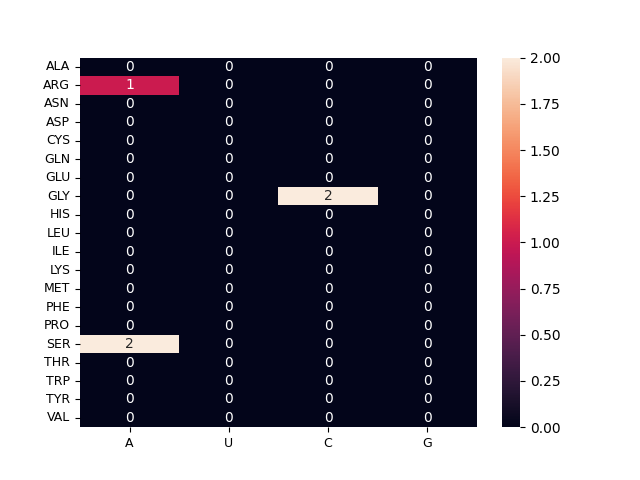 ALA 0 0 0 0
ARG 1 0 0 0
ASN 0 0 0 0
ASP 0 0 0 0
CYS 0 0 0 0
GLN 0 0 0 0
GLU 0 0 0 0
GLY 0 0 2 0
HIS 0 0 0 0
LEU 0 0 0 0
ILE 0 0 0 0
LYS 0 0 0 0
MET 0 0 0 0
PHE 0 0 0 0
PRO 0 0 0 0
SER 2 0 0 0
THR 0 0 0 0
TRP 0 0 0 0
TYR 0 0 0 0
VAL 0 0 0 0
A U C G
2.00
1.75
1.50
1.25
1.00
0.75
0.50
0.25
0.00